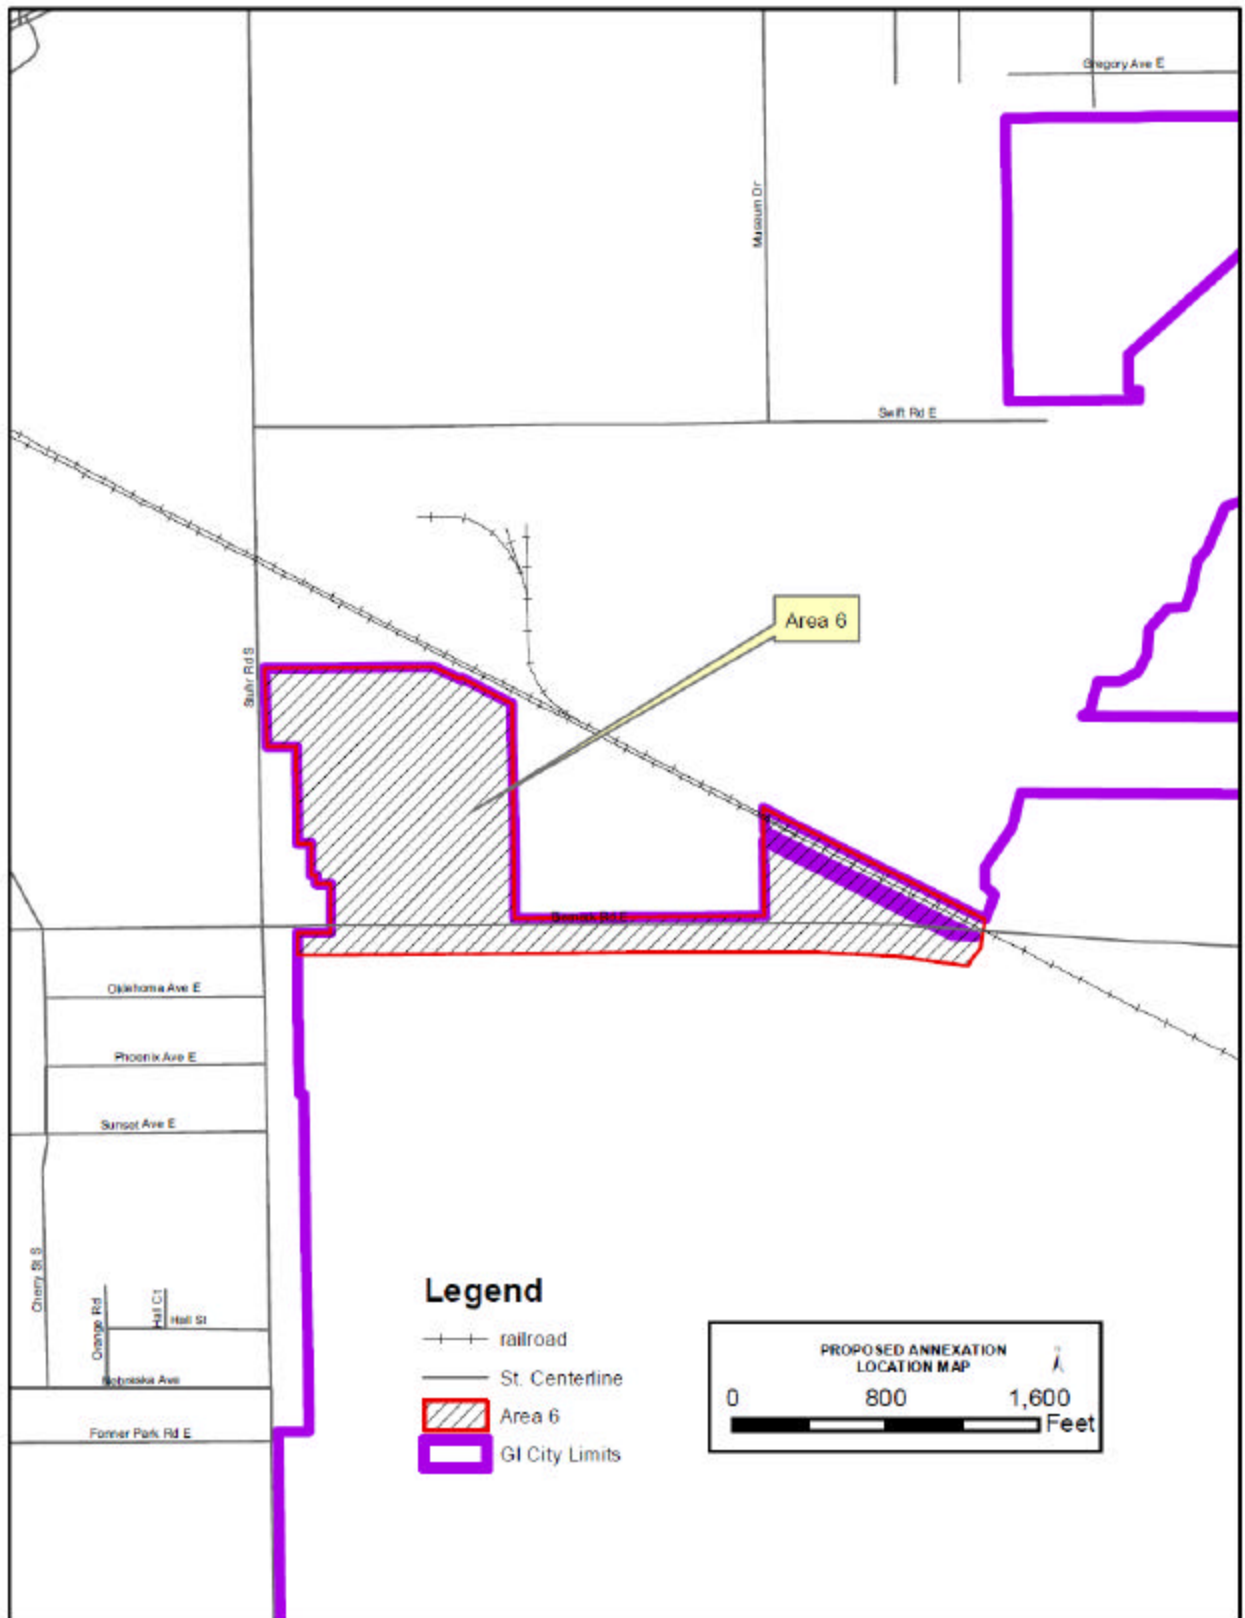 Gregory Ave E
Museum Dr
Swift Rd E
Area 6
Stuhr Rd S
Bismark Rd E
Oklahoma Ave E
Phoenix Ave E
Sunset Ave E
Cherry St S
Orange Rd
Hall Ct
Hall St
Nebraska Ave
Fonner Park Rd E
Legend
railroad
St. Centerline
Area 6
GI City Limits
PROPOSED ANNEXATION
LOCATION MAP
N
0 800 1,600
Feet